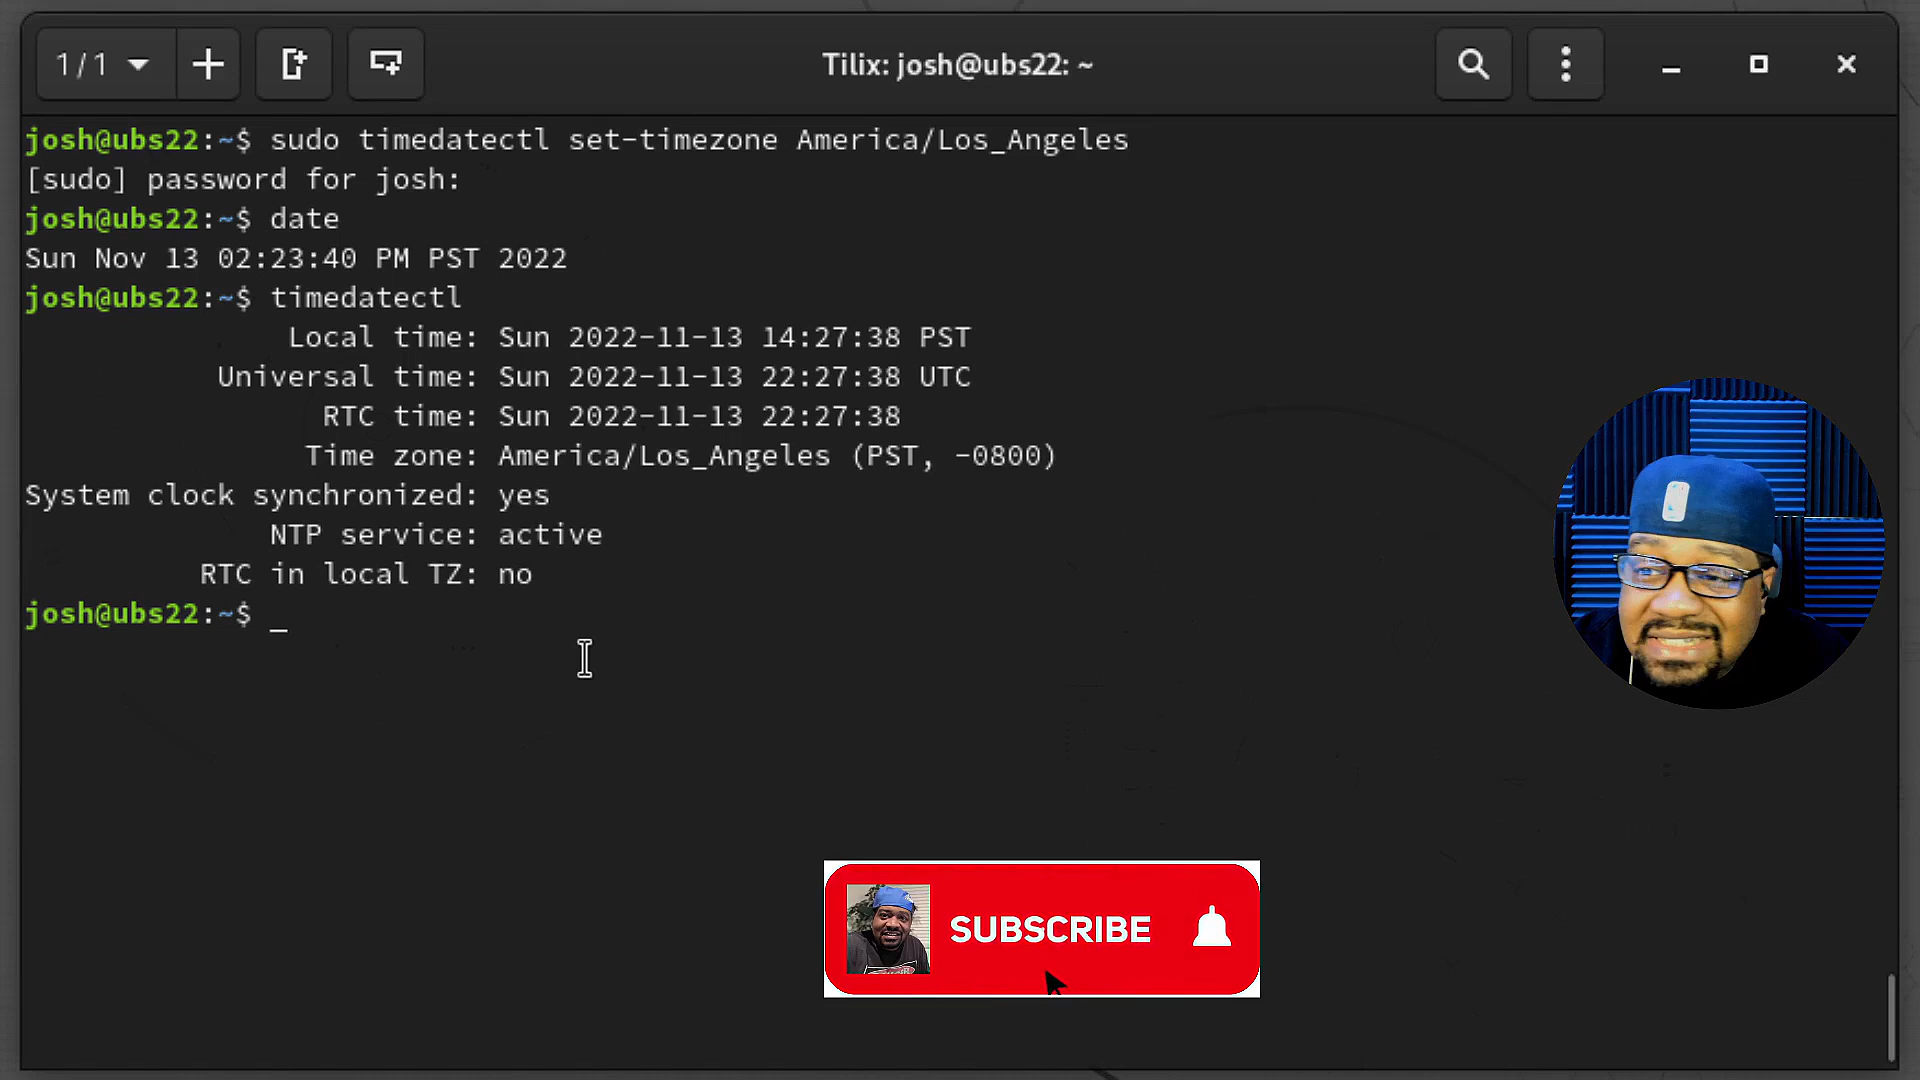 1/1
Tilix: josh@ubs22: ~
josh@ubs22:~$ sudo timedatectl set-timezone America/Los_Angeles
[sudo] password for josh:
josh@ubs22:~$ date
Sun Nov 13 02:23:40 PM PST 2022
josh@ubs22:~$ timedatectl
Local time: Sun 2022-11-13 14:27:38 PST
Universal time: Sun 2022-11-13 22:27:38 UTC
RTC time: Sun 2022-11-13 22:27:38
Time zone: America/Los_Angeles (PST, -0800)
System clock synchronized: yes
NTP service: active
RTC in local TZ: no
josh@ubs22:~$ _
SUBSCRIBE